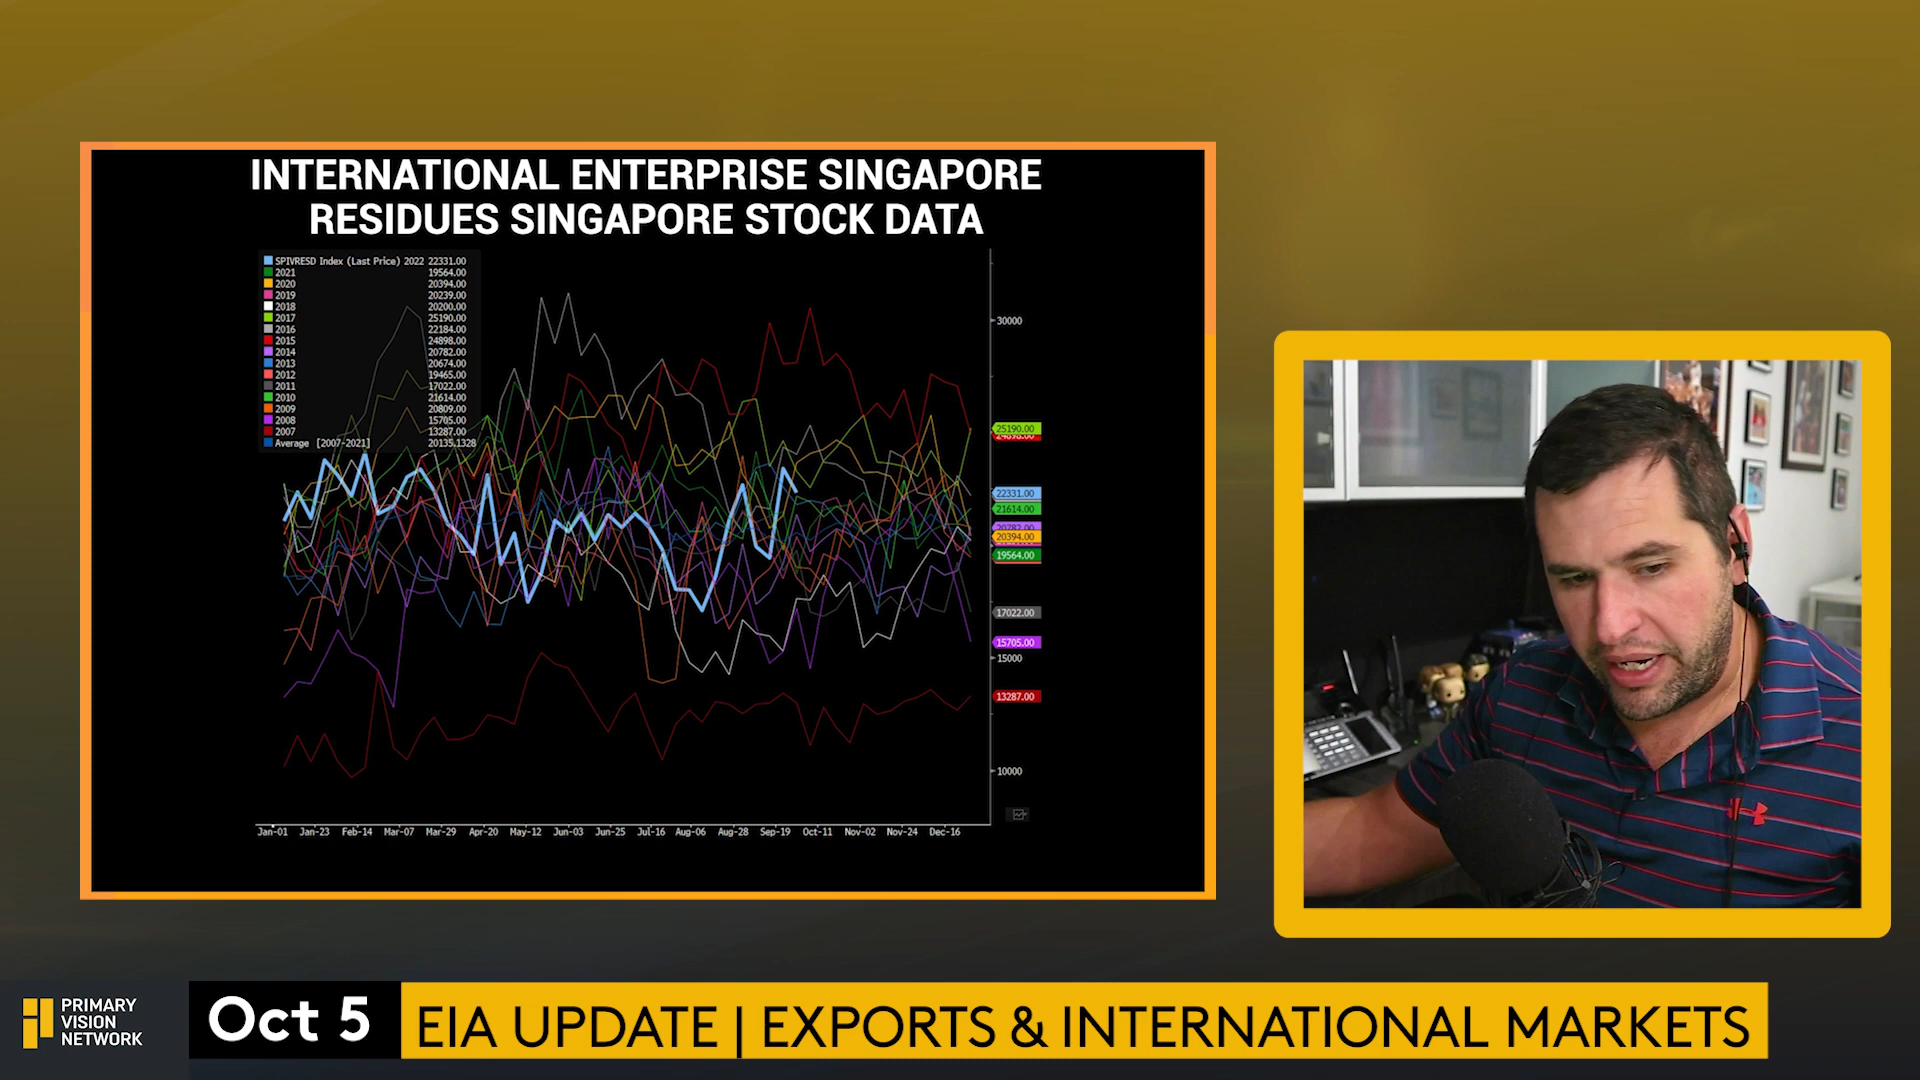 INTERNATIONAL ENTERPRISE SINGAPORE
RESIDUES SINGAPORE STOCK DATA
SPIVRESD Index (Last Price) 2022 22331.00
2021 19564.00
2020 20394.00
2019 20239.00
2018 20200.00
2017 25190.00
2016 22184.00
2015 24898.00
2014 20782.00
2013 20674.00
2012 19465.00
2011 17022.00
2010 21614.00
2009 20809.00
2008 15705.00
2007 13287.00
Average [2007-2021] 20135.1328
30000
25190.00
24898.00
22331.00
21614.00
20782.00
20394.00
19564.00
17022.00
15705.00
15000
13287.00
10000
Jan-01 Jan-23 Feb-14 Mar-07 Mar-29 Apr-20 May-12 Jun-03 Jun-25 Jul-16 Aug-06 Aug-28 Sep-19 Oct-11 Nov-02 Nov-24 Dec-16
PRIMARY
VISION
NETWORK
Oct 5
EIA UPDATE | EXPORTS & INTERNATIONAL MARKETS